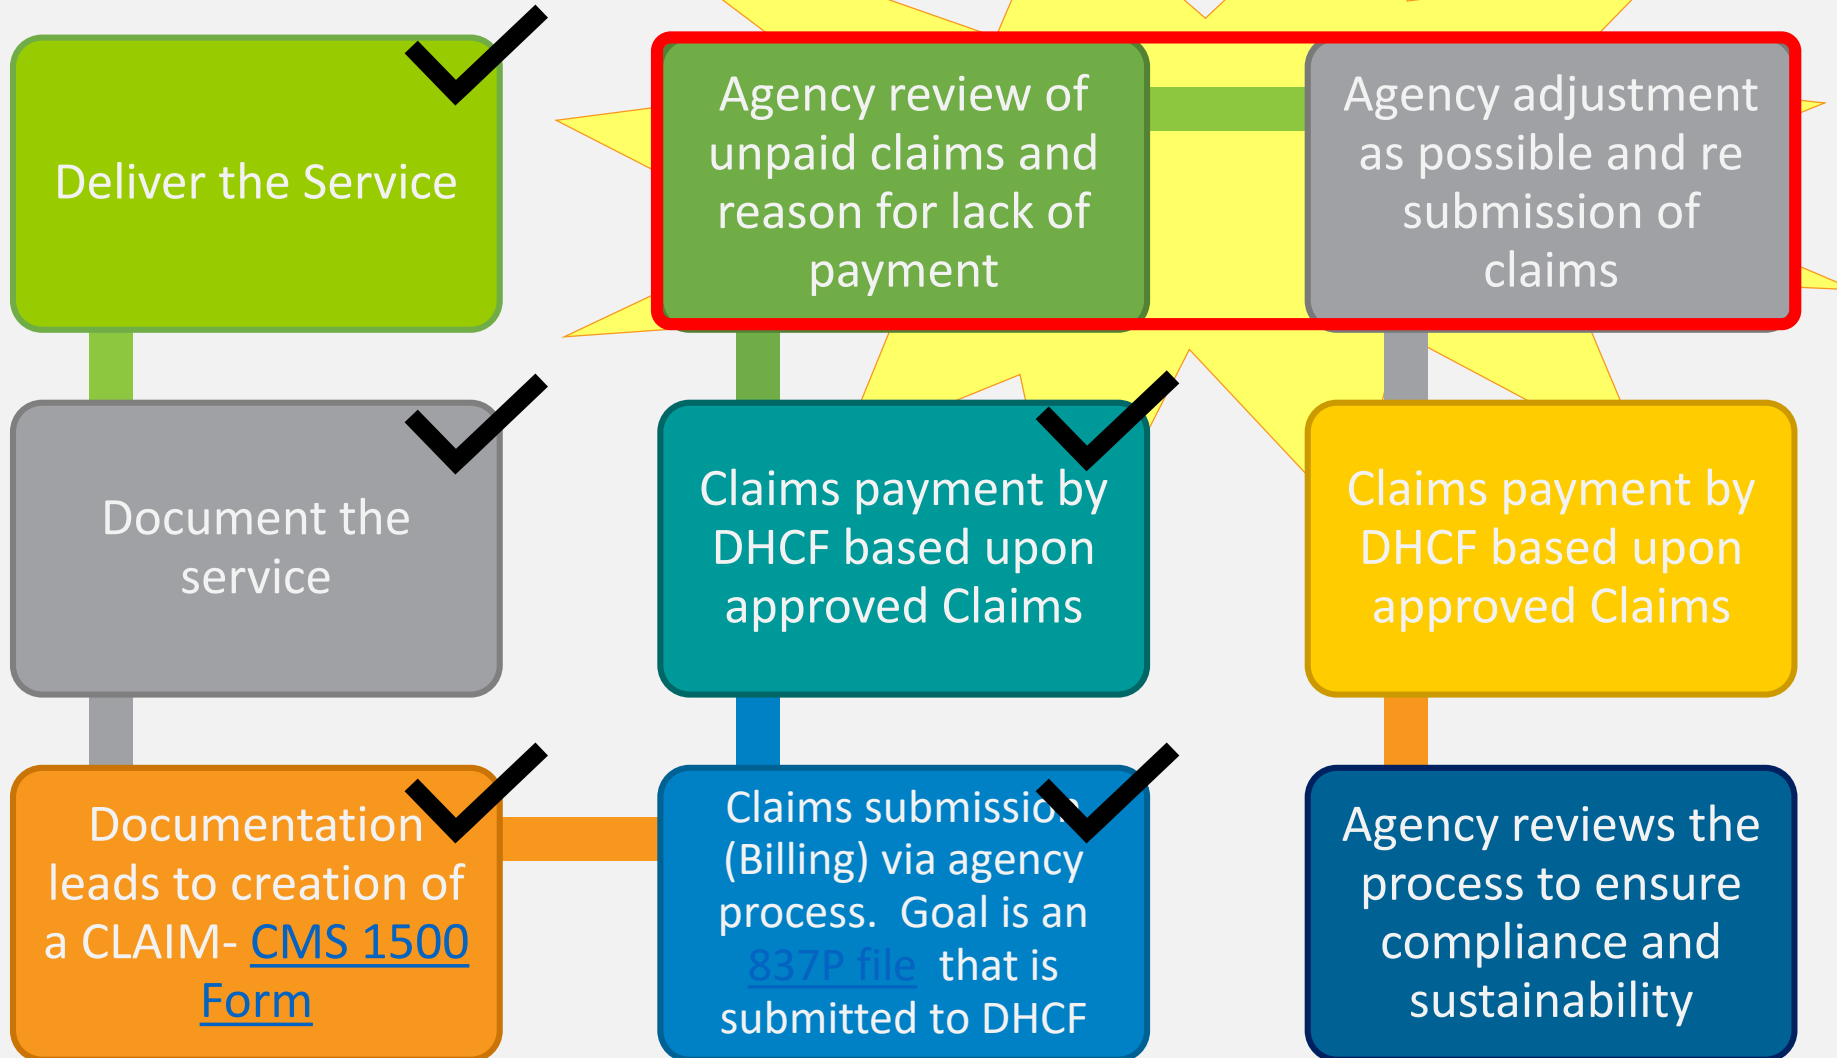 Deliver the Service
Document the
service
Documentation
leads to creation of
a CLAIM- CMS 1500
Form
Claims submission
(Billing) via agency
process.  Goal is an
837P file  that is
submitted to DHCF
Claims payment by
DHCF based upon
approved Claims
Agency review of
unpaid claims and
reason for lack of
payment
Agency adjustment
as possible and re
submission of
claims
Claims payment by
DHCF based upon
approved Claims
Agency reviews the
process to ensure
compliance and
sustainability